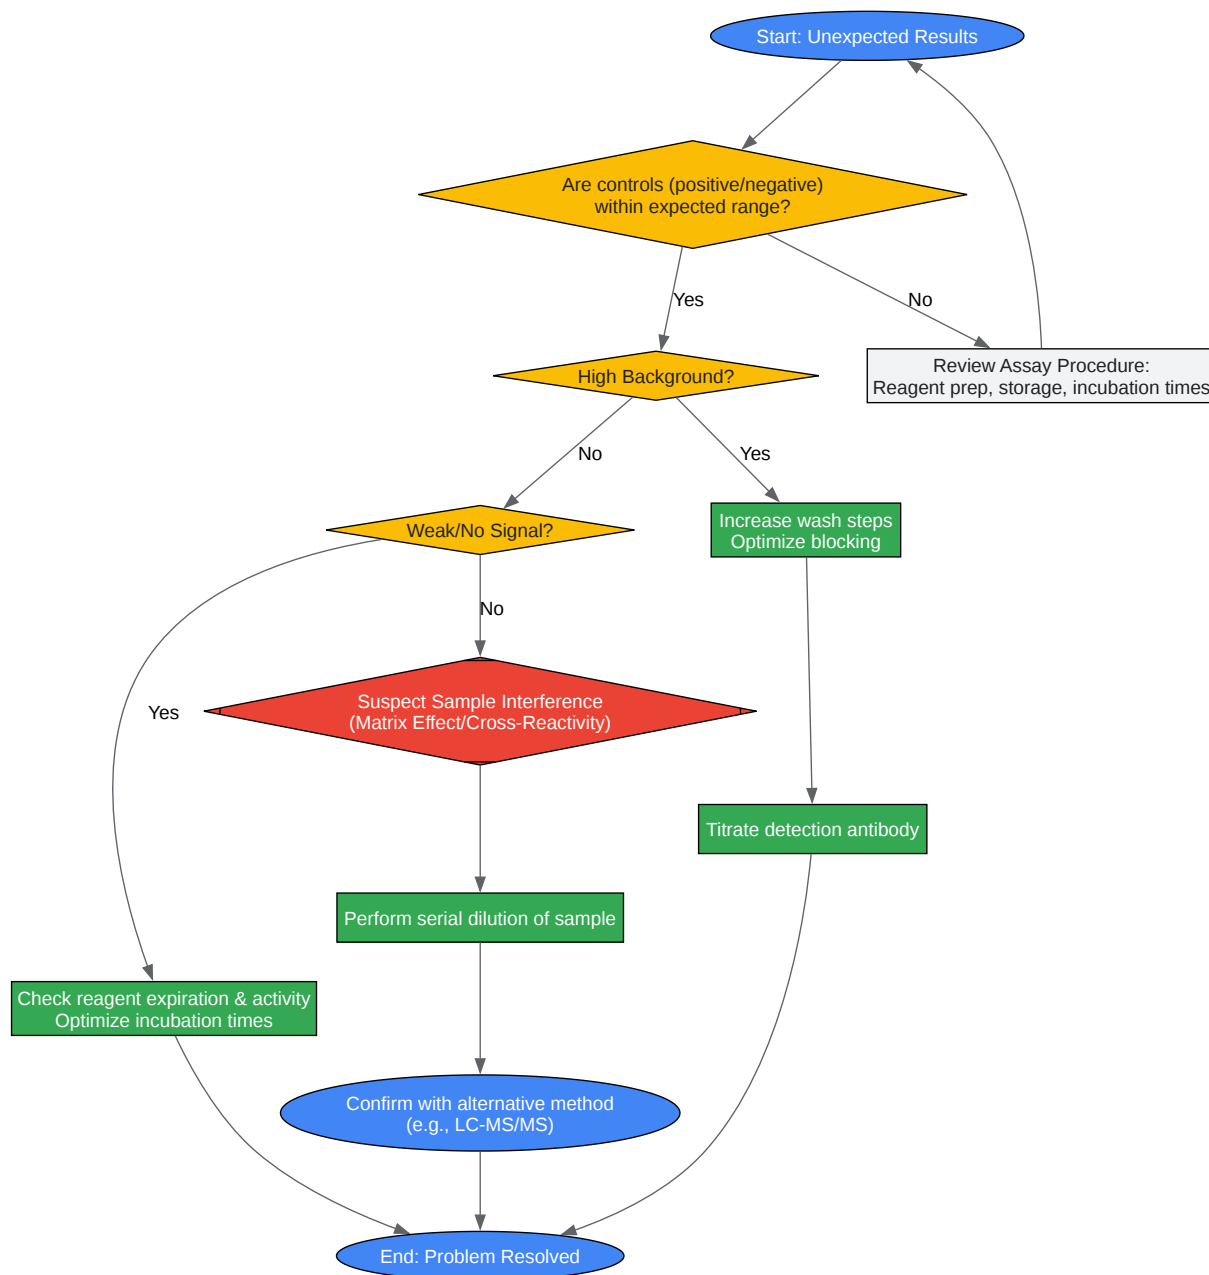 Start: Unexpected Results
Are controls (positive/negative)
within expected range?
Yes
No
Review Assay Procedure:
Reagent prep, storage, incubation times
High Background?
No
Yes
Weak/No Signal?
Increase wash steps
Optimize blocking
No
Yes
Suspect Sample Interference
(Matrix Effect/Cross-Reactivity)
Titrate detection antibody
Perform serial dilution of sample
Check reagent expiration & activity
Optimize incubation times
Confirm with alternative method
(e.g., LC-MS/MS)
End: Problem Resolved